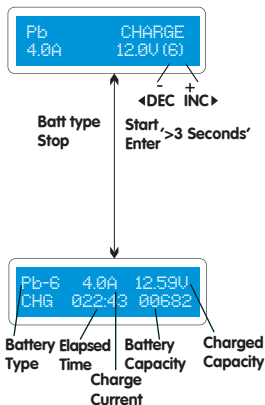 Pb CHARGE
4.0A 12.0V(6)
- +
◄DEC INC►
Batt type
Stop
Start
Enter
'>3 Seconds'
Pb-6 4.0A 12.59V
CHG 022:43 00682
Battery Type
Elapsed Time
Charge Current
Battery Capacity
Charged Capacity